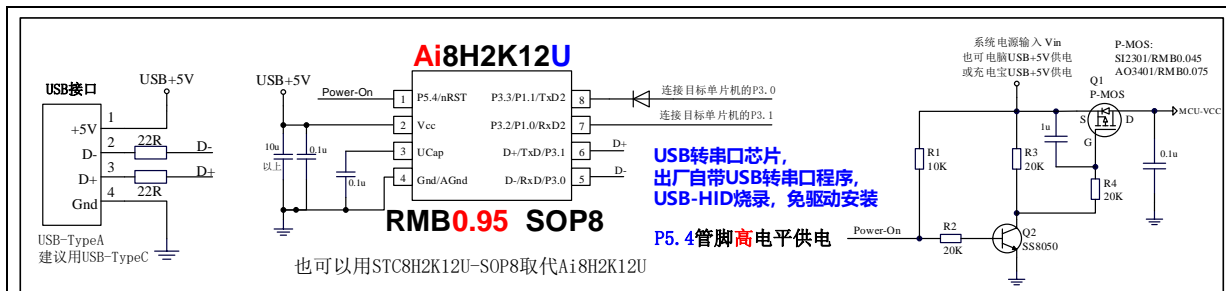 USB接口
USB+5V
1
+5V
2
22R
D-
D-
3
D+
D+
4
22R
Gnd
USB-TypeA
建议用USB-TypeC
Ai8H2K12U
USB+5V
Power-On
1
P5.4/nRST
P3.3/P1.1/TxD2
8
连接目标单片机的P3.0
2
Vcc
P3.2/P1.0/RxD2
7
连接目标单片机的P3.1
10u
以上
0.1u
3
UCap
D+/TxD/P3.1
6
D+
0.1u
4
Gnd/AGnd
D-/RxD/P3.0
5
D-
RMB0.95 SOP8
也可以用STC8H2K12U-SOP8取代Ai8H2K12U
USB转串口芯片，
出厂自带USB转串口程序，
USB-HID烧录，免驱动安装
P5.4管脚高电平供电
系统电源输入 Vin
也可电脑USB+5V供电
或充电宝USB+5V供电
P-MOS:
SI2301/RMB0.045
AO3401/RMB0.075
Q1
P-MOS
S
D
G
MCU-VCC
1u
0.1u
R1
10K
R3
20K
R4
20K
Power-On
R2
20K
Q2
SS8050